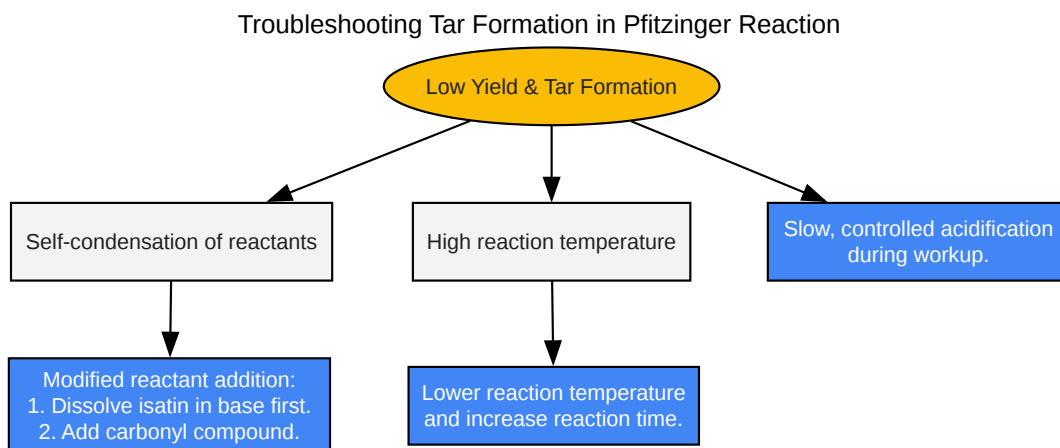 Troubleshooting Tar Formation in Pfitzinger Reaction
Low Yield & Tar Formation
Self-condensation of reactants
High reaction temperature
Slow, controlled acidification
during workup.
Modified reactant addition:
1. Dissolve isatin in base first.
2. Add carbonyl compound.
Lower reaction temperature
and increase reaction time.